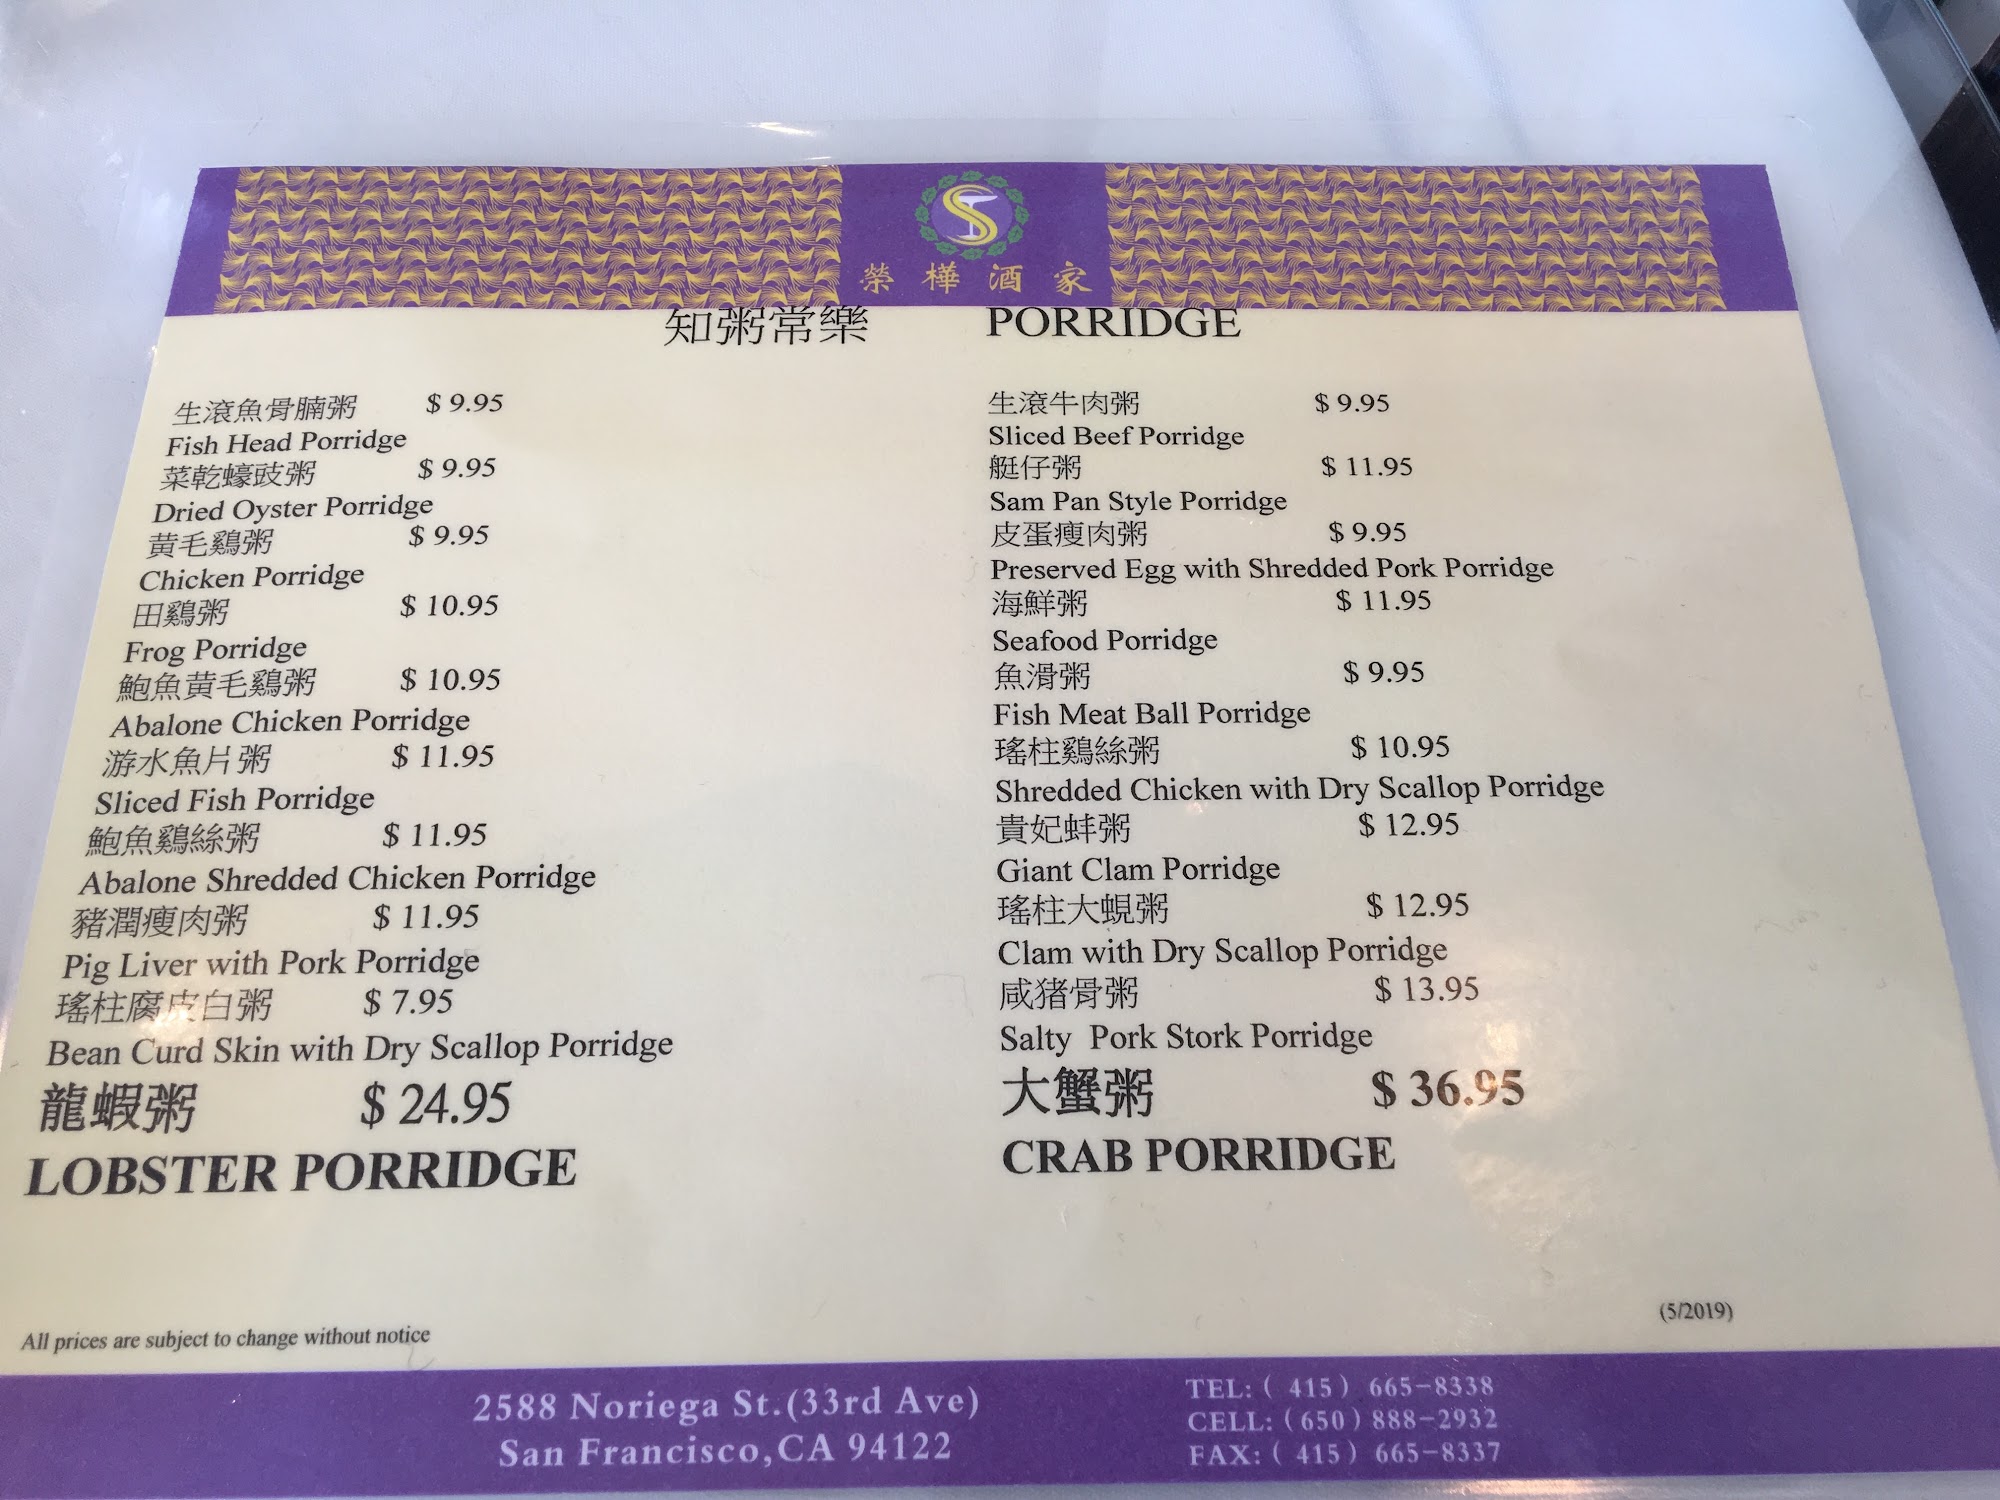 榮樺酒家
知粥常樂 PORRIDGE
生滾魚骨腩粥 $ 9.95
Fish Head Porridge
菜乾蠔豉粥 $ 9.95
Dried Oyster Porridge
黃毛鷄粥 $ 9.95
Chicken Porridge
田鷄粥 $ 10.95
Frog Porridge
鮑魚黃毛鷄粥 $ 10.95
Abalone Chicken Porridge
游水魚片粥 $ 11.95
Sliced Fish Porridge
鮑魚鷄絲粥 $ 11.95
Abalone Shredded Chicken Porridge
豬潤瘦肉粥 $ 11.95
Pig Liver with Pork Porridge
瑤柱腐皮白粥 $ 7.95
Bean Curd Skin with Dry Scallop Porridge
龍蝦粥 $ 24.95
LOBSTER PORRIDGE
生滾牛肉粥 $ 9.95
Sliced Beef Porridge
艇仔粥 $ 11.95
Sam Pan Style Porridge
皮蛋瘦肉粥 $ 9.95
Preserved Egg with Shredded Pork Porridge
海鮮粥 $ 11.95
Seafood Porridge
魚滑粥 $ 9.95
Fish Meat Ball Porridge
瑤柱鷄絲粥 $ 10.95
Shredded Chicken with Dry Scallop Porridge
貴妃蚌粥 $ 12.95
Giant Clam Porridge
瑤柱大蜆粥 $ 12.95
Clam with Dry Scallop Porridge
咸猪骨粥 $ 13.95
Salty Pork Stork Porridge
大蟹粥 $ 36.95
CRAB PORRIDGE
(5/2019)
All prices are subject to change without notice
2588 Noriega St.(33rd Ave)
San Francisco,CA 94122
TEL: ( 415 ) 665-8338
CELL: ( 650 ) 888-2932
FAX: ( 415 ) 665-8337